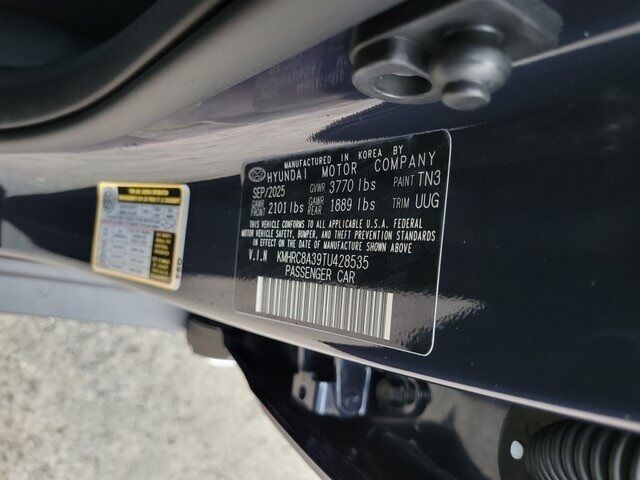 MANUFACTURED IN KOREA BY
HYUNDAI MOTOR COMPANY
SEP/2025 GVWR 3770 lbs PAINT TN3
GAWR FRONT 2101 lbs GAWR REAR 1889 lbs TRIM UUG
THIS VEHICLE CONFORMS TO ALL APPLICABLE U.S.A. FEDERAL
MOTOR VEHICLE SAFETY, BUMPER, AND THEFT PREVENTION STANDARDS
IN EFFECT ON THE DATE OF MANUFACTURE SHOWN ABOVE
V.I.N KMHRC8A39TU428535
PASSENGER CAR